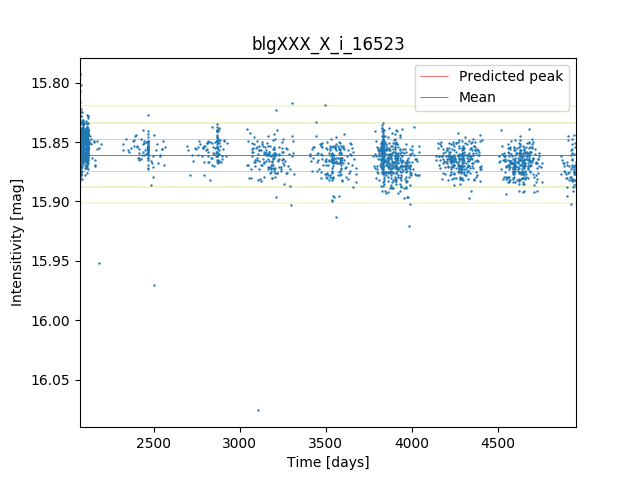 blgXXX_X_i_16523
Predicted peak
Mean
15.80
15.85
15.90
15.95
16.00
16.05
Intensitivity [mag]
2500
3000
3500
4000
4500
Time [days]